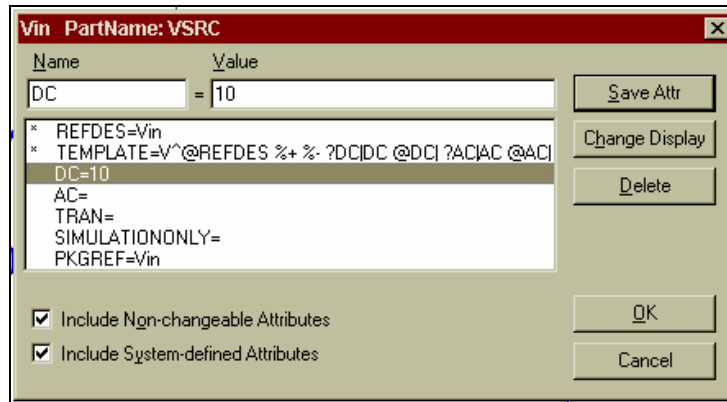 Vin PartName: VSRC
Name Value
DC = 10
Save Attr
* REFDES=Vin
* TEMPLATE=V^@REFDES %+ %- ?DC|DC @DC| ?AC|AC @AC|
DC=10
AC=
TRAN=
SIMULATIONONLY=
PKGREF=Vin
Change Display
Delete
Include Non-changeable Attributes
Include System-defined Attributes
OK
Cancel